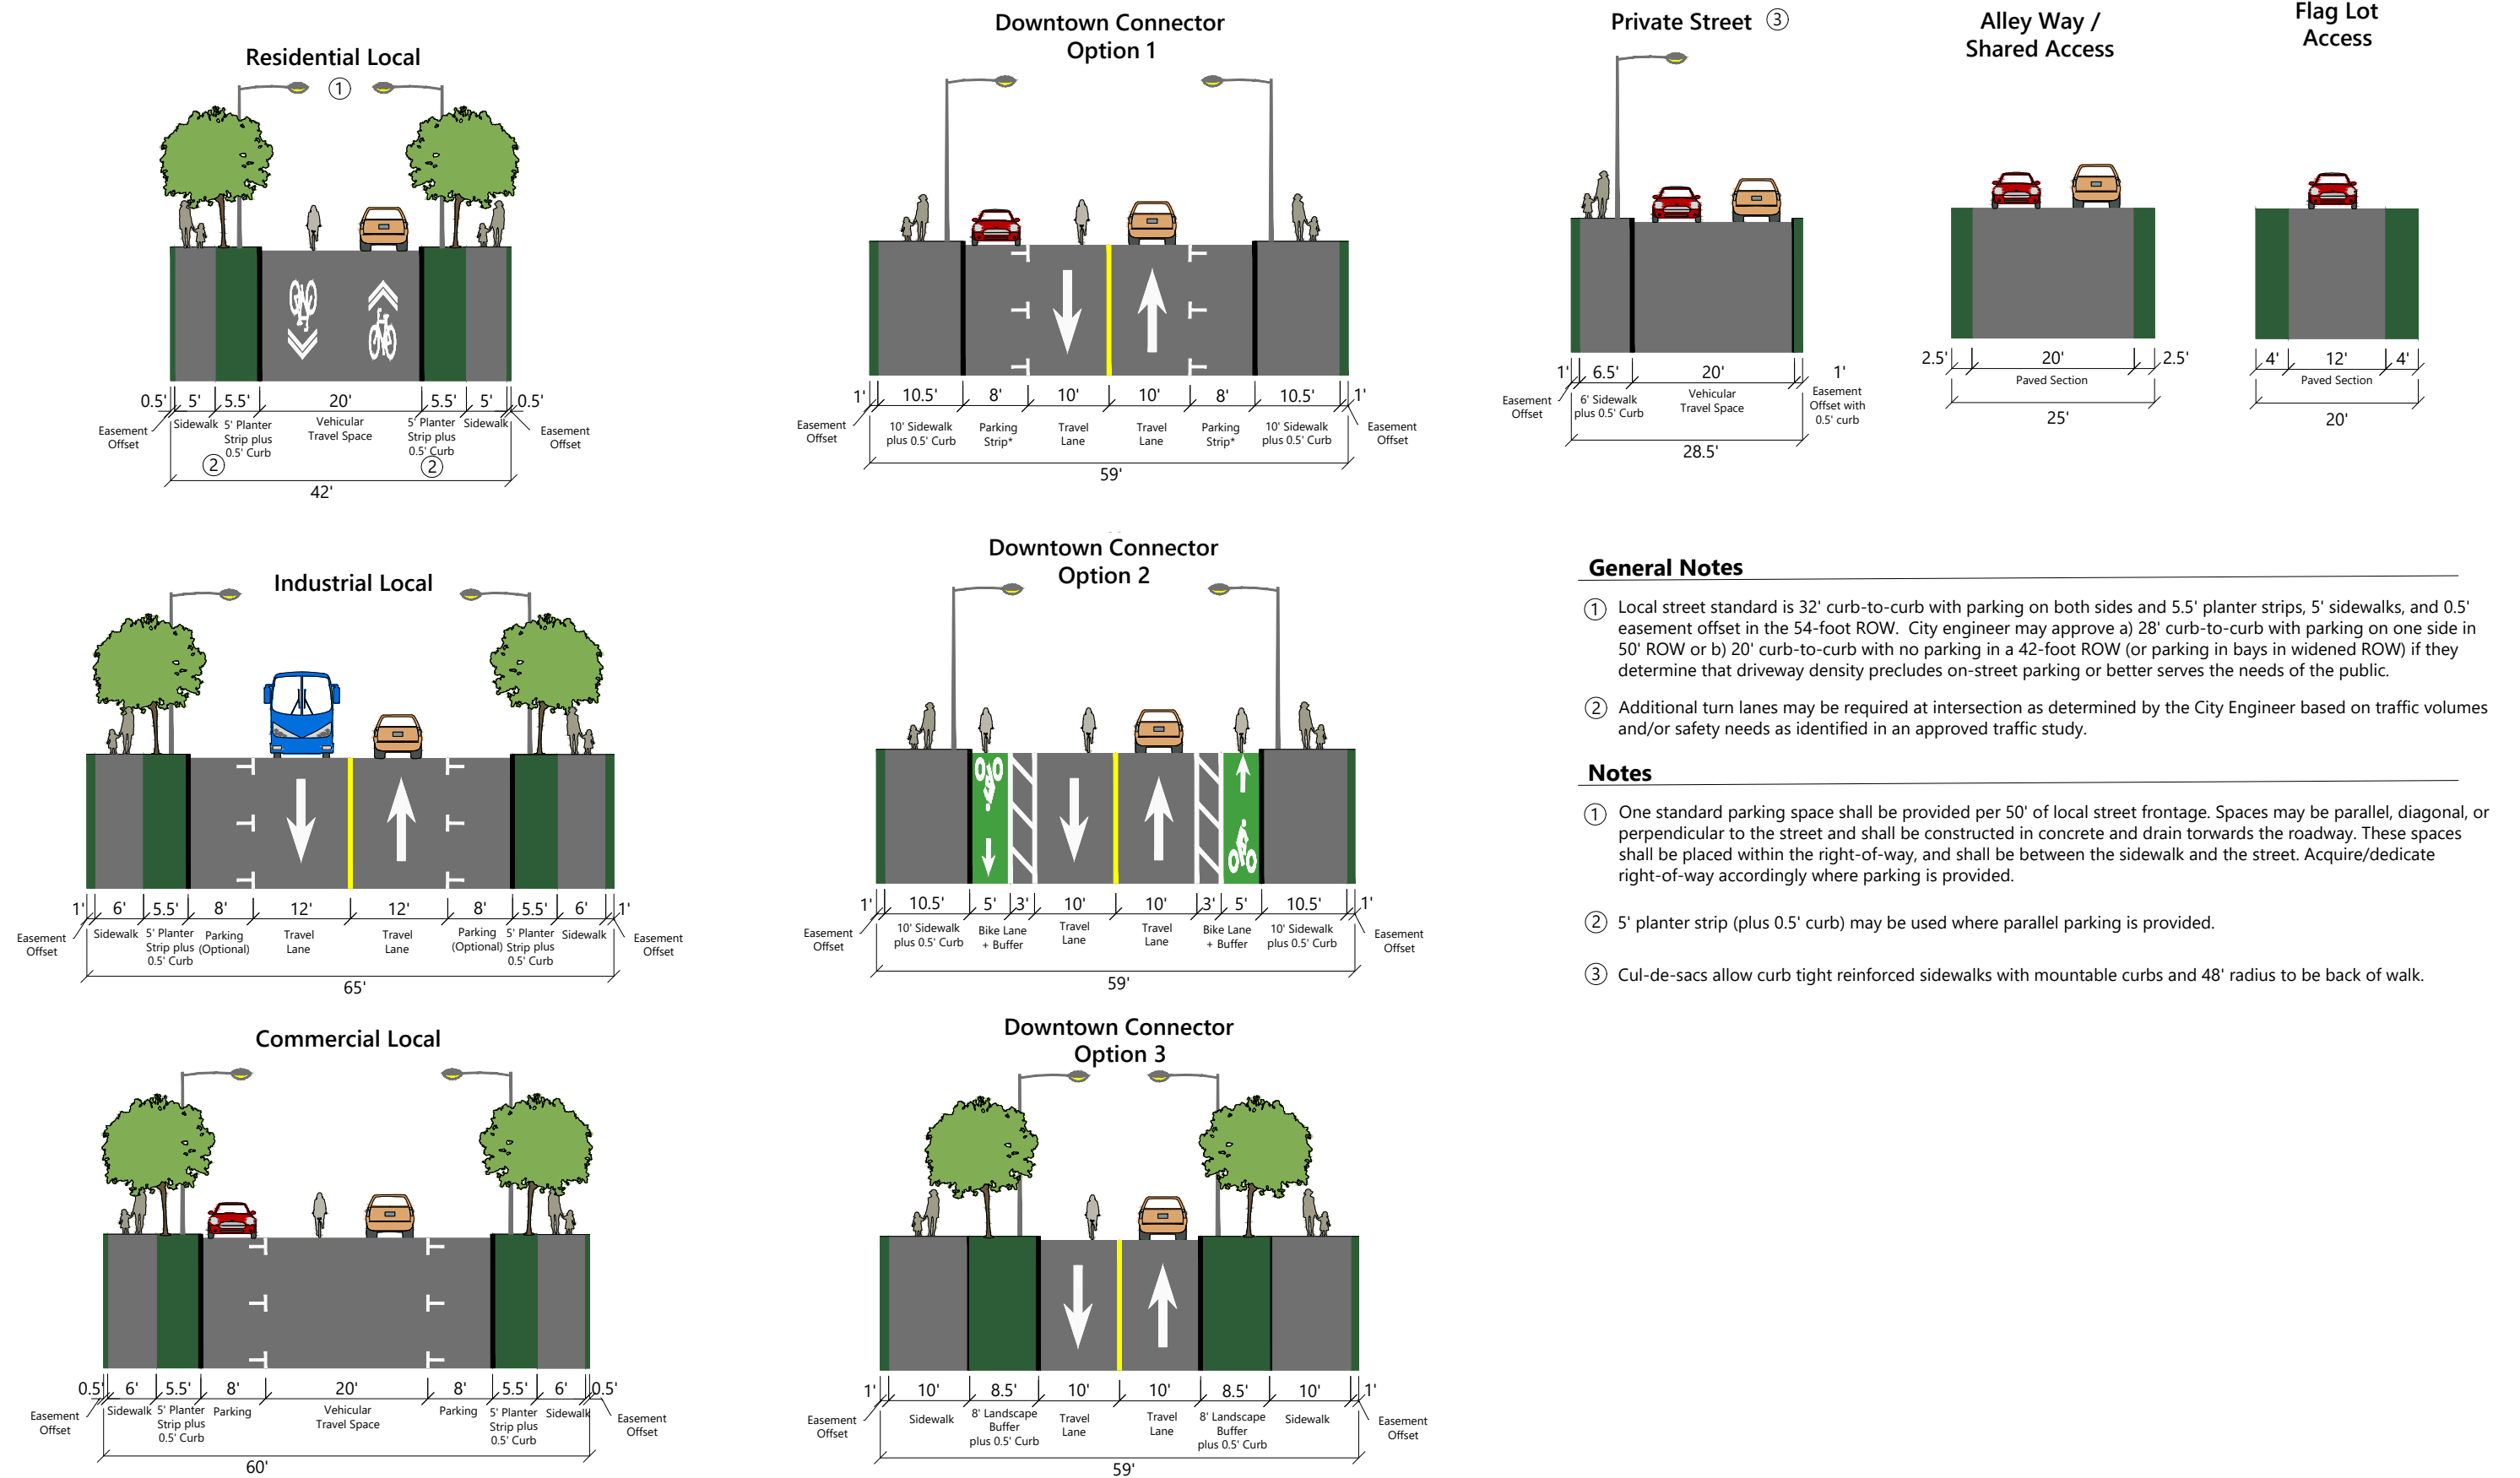 Residential Local
1
0.5' 5' 5.5' 20' 5.5' 5' 0.5'
Easement
Offset
Sidewalk
5' Planter
Strip plus
0.5' Curb
2
Vehicular
Travel Space
5' Planter
Strip plus
0.5' Curb
2
Sidewalk
Easement
Offset
42'
Industrial Local
1' 6' 5.5' 8' 12' 12' 8' 5.5' 6' 1'
Easement
Offset
Sidewalk
5' Planter
Strip plus
0.5' Curb
Parking
(Optional)
Travel
Lane
Travel
Lane
Parking
(Optional)
5' Planter
Strip plus
0.5' Curb
Sidewalk
Easement
Offset
65'
Commercial Local
0.5' 6' 5.5' 8' 20' 8' 5.5' 6' 0.5'
Easement
Offset
Sidewalk
5' Planter
Strip plus
0.5' Curb
Parking
Vehicular
Travel Space
Parking
5' Planter
Strip plus
0.5' Curb
Sidewalk
Easement
Offset
60'
Downtown Connector
Option 1
1' 10.5' 8' 10' 10' 8' 10.5' 1'
Easement
Offset
10' Sidewalk
plus 0.5' Curb
Parking
Strip*
Travel
Lane
Travel
Lane
Parking
Strip*
10' Sidewalk
plus 0.5' Curb
Easement
Offset
59'
Downtown Connector
Option 2
1' 10.5' 5' 3' 10' 10' 3' 5' 10.5' 1'
Easement
Offset
10' Sidewalk
plus 0.5' Curb
Bike Lane
+ Buffer
Travel
Lane
Travel
Lane
Bike Lane
+ Buffer
10' Sidewalk
plus 0.5' Curb
Easement
Offset
59'
Downtown Connector
Option 3
1' 10' 8.5' 10' 10' 8.5' 10' 1'
Easement
Offset
Sidewalk
8' Landscape
Buffer
plus 0.5' Curb
Travel
Lane
Travel
Lane
8' Landscape
Buffer
plus 0.5' Curb
Sidewalk
Easement
Offset
59'
Private Street 3
1' 6.5' 20' 1'
Easement
Offset
6' Sidewalk
plus 0.5' Curb
Vehicular
Travel Space
Easement
Offset with
0.5' curb
28.5'
Alley Way /
Shared Access
2.5' 20' 2.5'
Paved Section
25'
Flag Lot
Access
4' 12' 4'
Paved Section
20'
General Notes
1 Local street standard is 32' curb-to-curb with parking on both sides and 5.5' planter strips, 5' sidewalks, and 0.5'
easement offset in the 54-foot ROW. City engineer may approve a) 28' curb-to-curb with parking on one side in
50' ROW or b) 20' curb-to-curb with no parking in a 42-foot ROW (or parking in bays in widened ROW) if they
determine that driveway density precludes on-street parking or better serves the needs of the public.
2 Additional turn lanes may be required at intersection as determined by the City Engineer based on traffic volumes
and/or safety needs as identified in an approved traffic study.
Notes
1 One standard parking space shall be provided per 50' of local street frontage. Spaces may be parallel, diagonal, or
perpendicular to the street and shall be constructed in concrete and drain torwards the roadway. These spaces
shall be placed within the right-of-way, and shall be between the sidewalk and the street. Acquire/dedicate
right-of-way accordingly where parking is provided.
2 5' planter strip (plus 0.5' curb) may be used where parallel parking is provided.
3 Cul-de-sacs allow curb tight reinforced sidewalks with mountable curbs and 48' radius to be back of walk.